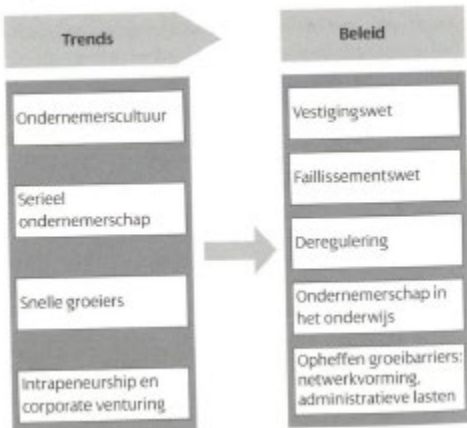 Trends
Ondernemerscultuur
Serieel
ondernemerschap
Snelle groeiers
Intrapeneurship en
corporate venturing
Beleid
Vestigingswet
Faillissementswet
Deregulering
Ondernemerschap in
het onderwijs
Opheffen groeibarriers:
netwerkvorming,
administratieve lasten